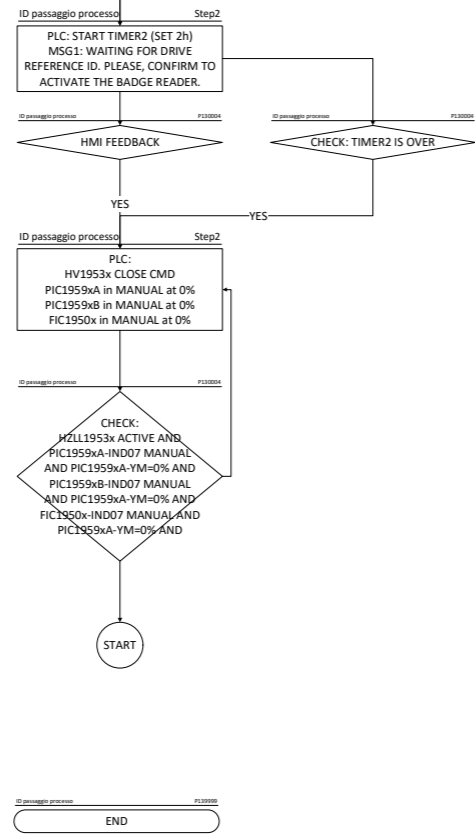 ID passaggio processo Step2
PLC: START TIMER2 (SET 2h)
MSG1: WAITING FOR DRIVE
REFERENCE ID. PLEASE, CONFIRM TO
ACTIVATE THE BADGE READER.
ID passaggio processo P130004
HMI FEEDBACK
ID passaggio processo P130004
CHECK: TIMER2 IS OVER
YES
YES
ID passaggio processo Step2
PLC:
HV1953x CLOSE CMD
PIC1959xA in MANUAL at 0%
PIC1959xB in MANUAL at 0%
FIC1950x in MANUAL at 0%
ID passaggio processo P130004
CHECK:
HZLL1953x ACTIVE AND
PIC1959xA-IND07 MANUAL
AND PIC1959xA-YM=0% AND
PIC1959xB-IND07 MANUAL
AND PIC1959xA-YM=0% AND
FIC1950x-IND07 MANUAL AND
PIC1959xA-YM=0% AND
START
ID passaggio processo P139999
END